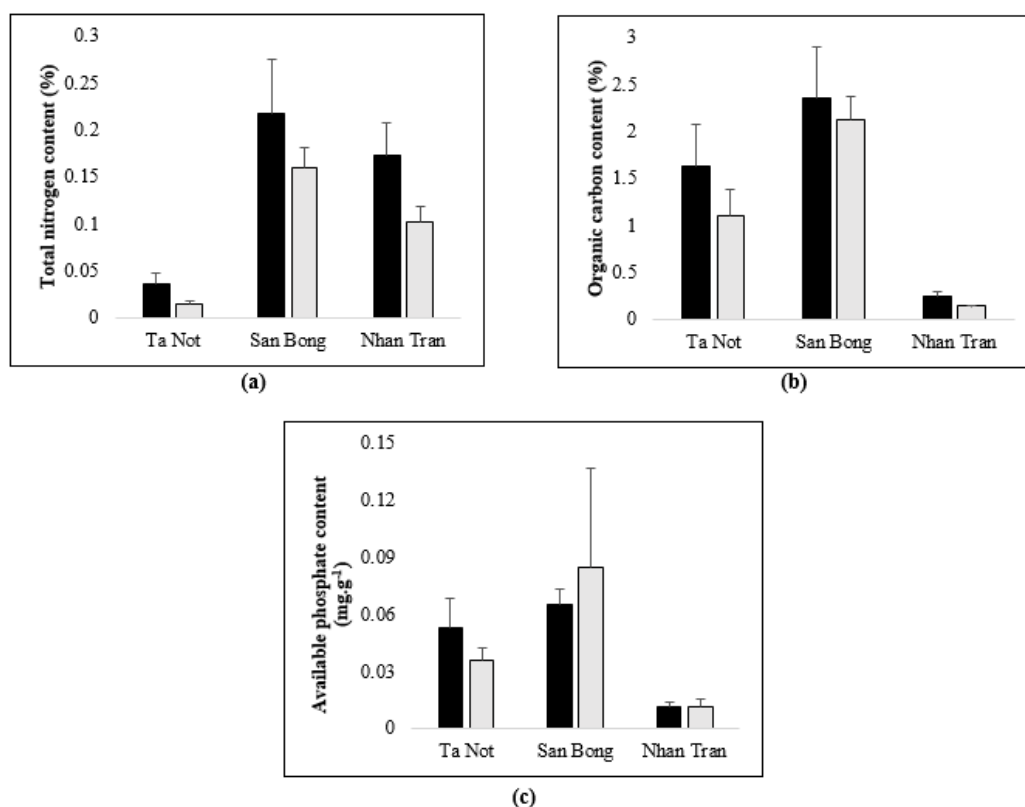 Total nitrogen content (%)
0.3
0.25
0.2
0.15
0.1
0.05
0
Ta Not San Bong Nhan Tran
(a)
Organic carbon content (%)
3
2.5
2
1.5
1
0.5
0
Ta Not San Bong Nhan Tran
(b)
Available phosphate content
(mg.g-1)
0.15
0.12
0.09
0.06
0.03
0
Ta Not San Bong Nhan Tran
(c)